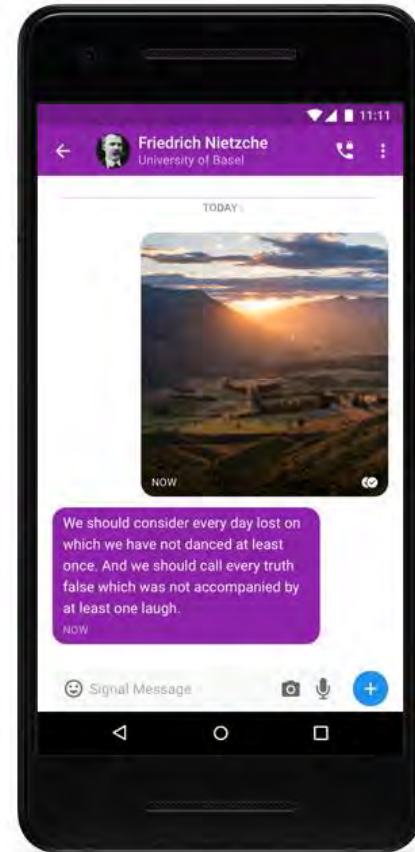 11:11
Friedrich Nietzche
University of Basel
TODAY
NOW
We should consider every day lost on
which we have not danced at least
once. And we should call every truth
false which was not accompanied by
at least one laugh.
NOW
Signal Message